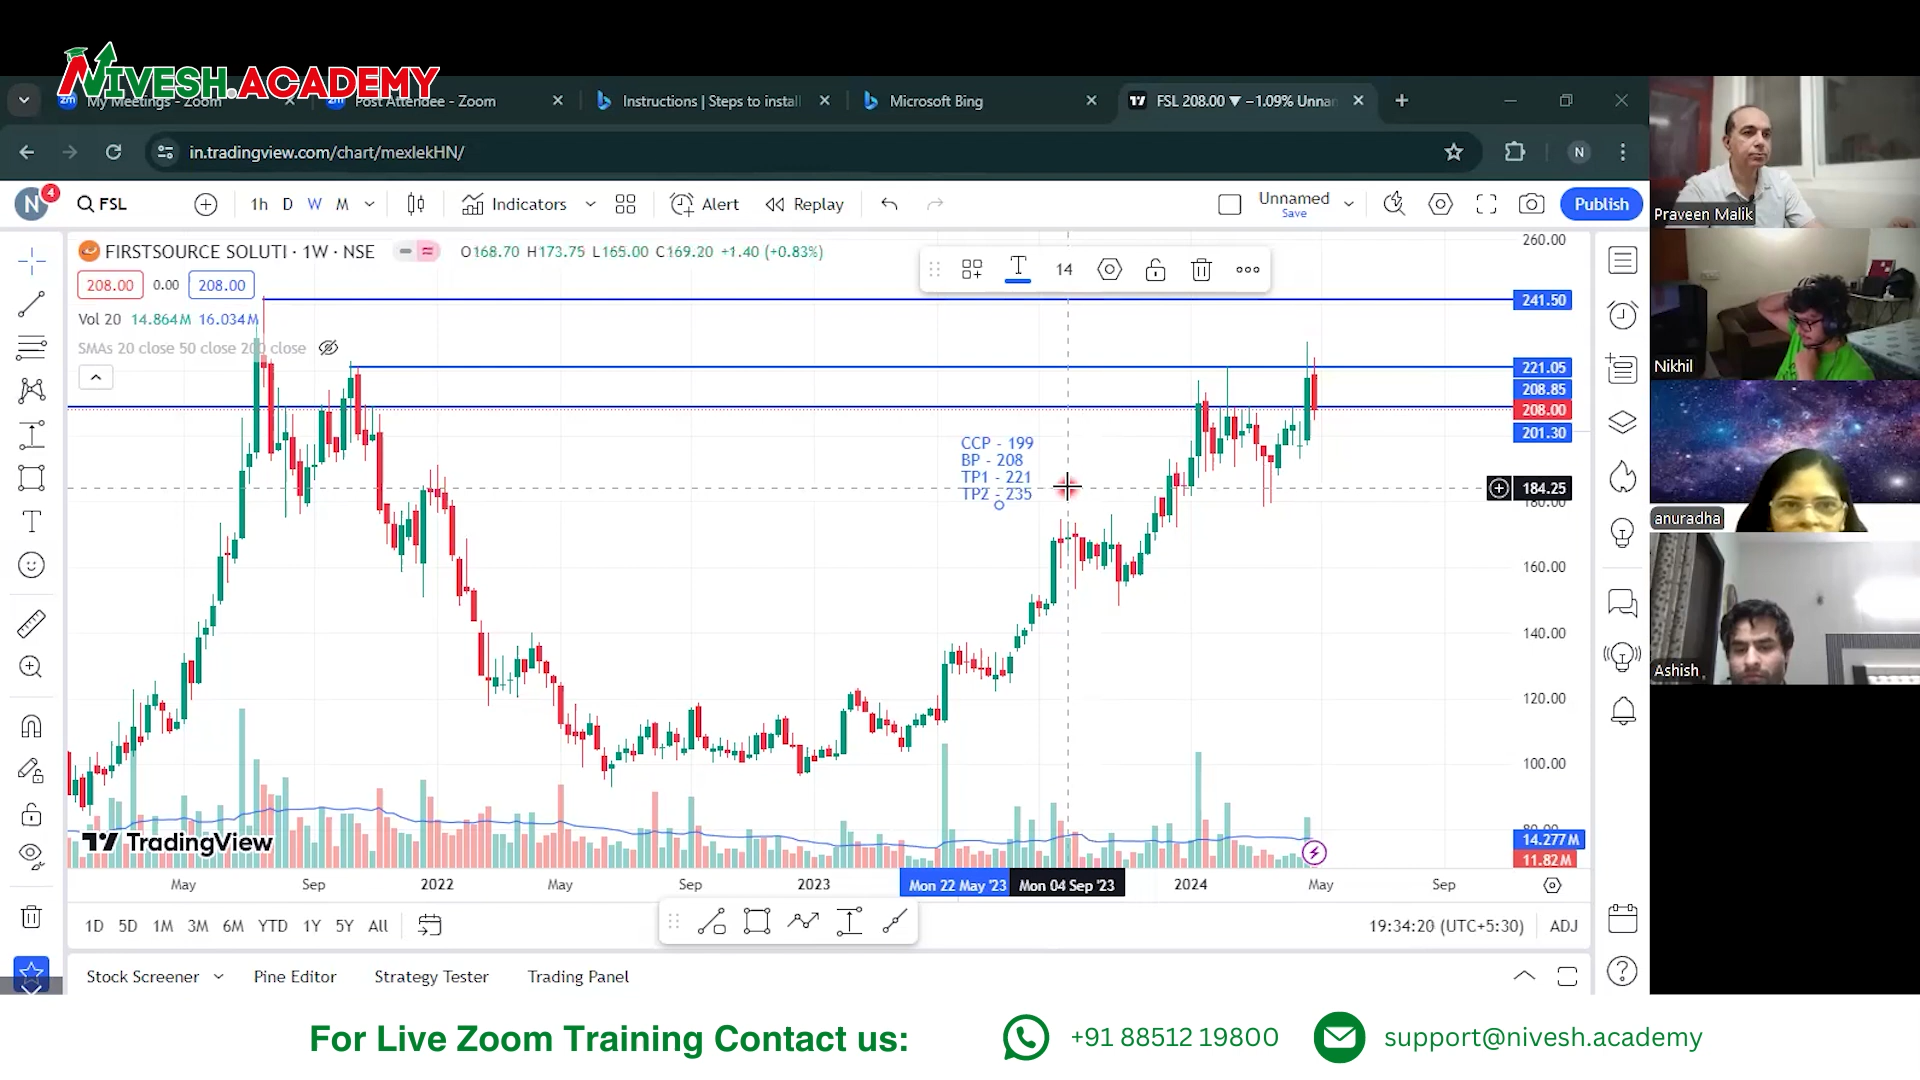 NIVESH.ACADEMY
My Meetings - Zoom
Post Attendee - Zoom
Instructions | Steps to install
Microsoft Bing
FSL 208.00 ▼ −1.09% Unnar
in.tradingview.com/chart/mexlekHN/
N
N
4
FSL
1h D W M
Indicators
Alert
Replay
Unnamed
Save
Publish
FIRSTSOURCE SOLUTI · 1W · NSE
O168.70 H173.75 L165.00 C169.20 +1.40 (+0.83%)
14
208.00 0.00 208.00
Vol 20 14.864M 16.034M
SMAs 20 close 50 close 200 close
260.00
241.50
221.05
208.85
208.00
201.30
184.25
180.00
160.00
140.00
120.00
100.00
80.00
14.277M
11.82M
CCP - 199
BP - 208
TP1 - 221
TP2 - 235
TradingView
May
Sep
2022
May
Sep
2023
Mon 22 May '23
Mon 04 Sep '23
2024
May
Sep
1D 5D 1M 3M 6M YTD 1Y 5Y All
19:34:20 (UTC+5:30)
ADJ
Stock Screener
Pine Editor
Strategy Tester
Trading Panel
Praveen Malik
Nikhil
anuradha
Ashish
For Live Zoom Training Contact us:
+91 88512 19800
support@nivesh.academy